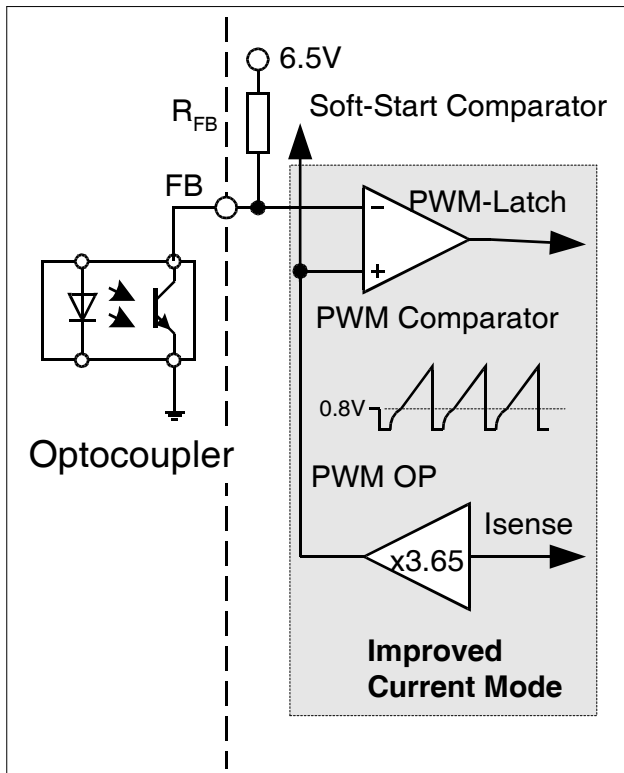 6.5V
R_FB
Soft-Start Comparator
FB
PWM-Latch
−
+
PWM Comparator
0.8V
Optocoupler
PWM OP
Isense
x3.65
Improved
Current Mode